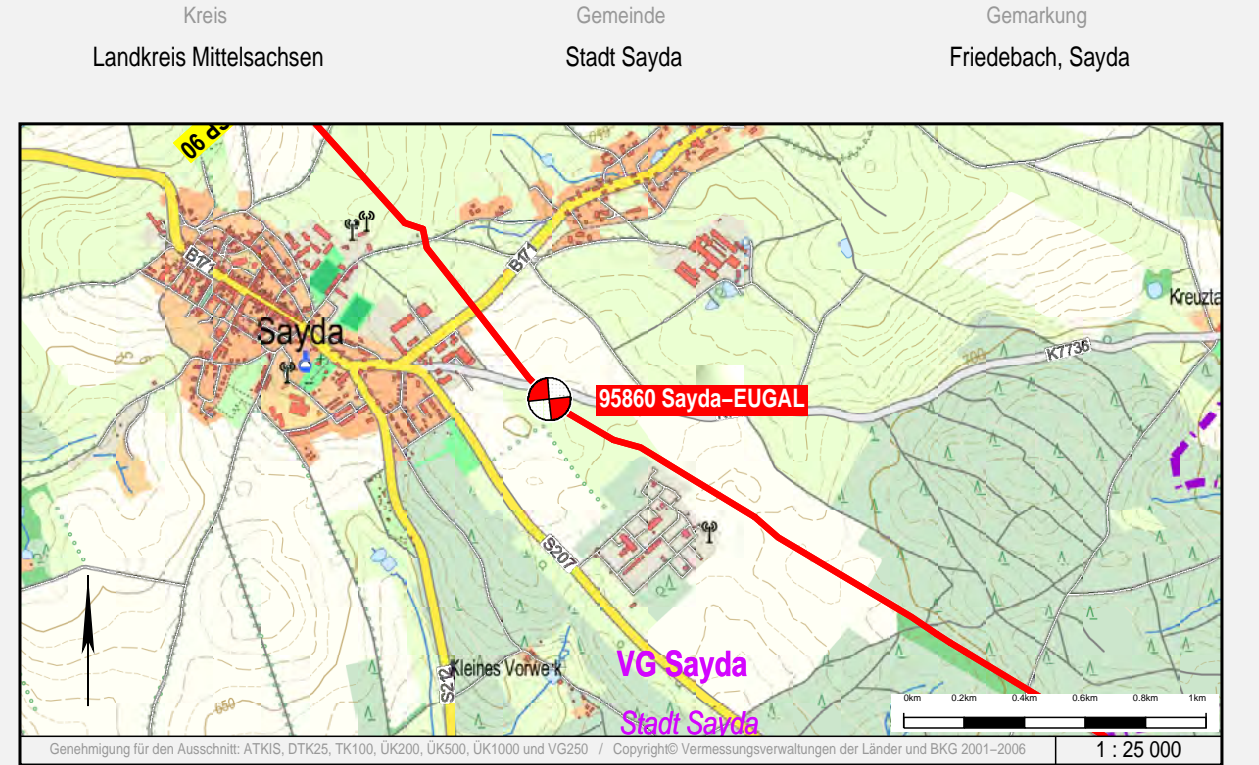 Kreis
Gemeinde
Gemarkung
Landkreis Mittelsachsen
Stadt Sayda
Friedebach, Sayda
B171
Sayda
B171
95860 Sayda–EUGAL
K7736
S207
S212
Kleines Vorwerk
VG Sayda
Stadt Sayda
650
0km
0.2km
0.4km
0.6km
0.8km
1km
Genehmigung für den Ausschnitt: ATKIS, DTK25, TK100, ÜK200, ÜK500, ÜK1000 und VG250 / Copyright© Vermessungsverwaltungen der Länder und BKG 2001–2006
1 : 25 000